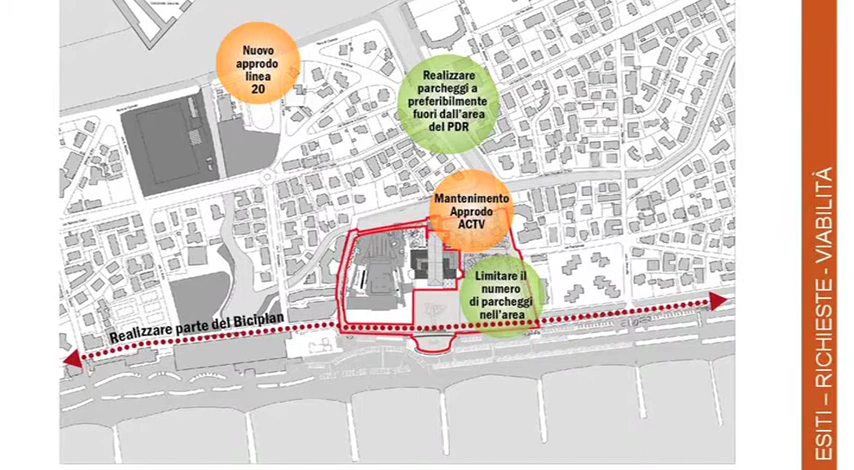 Nuovo
approdo
linea
20
Realizzare
parcheggi a
preferibilmente
fuori dall'area
del PDR
Mantenimento
Approdo
ACTV
Limitare il
numero
di parcheggi
nell'area
Realizzare parte del Biciplan
ESITI – RICHIESTE - VIABILITÀ